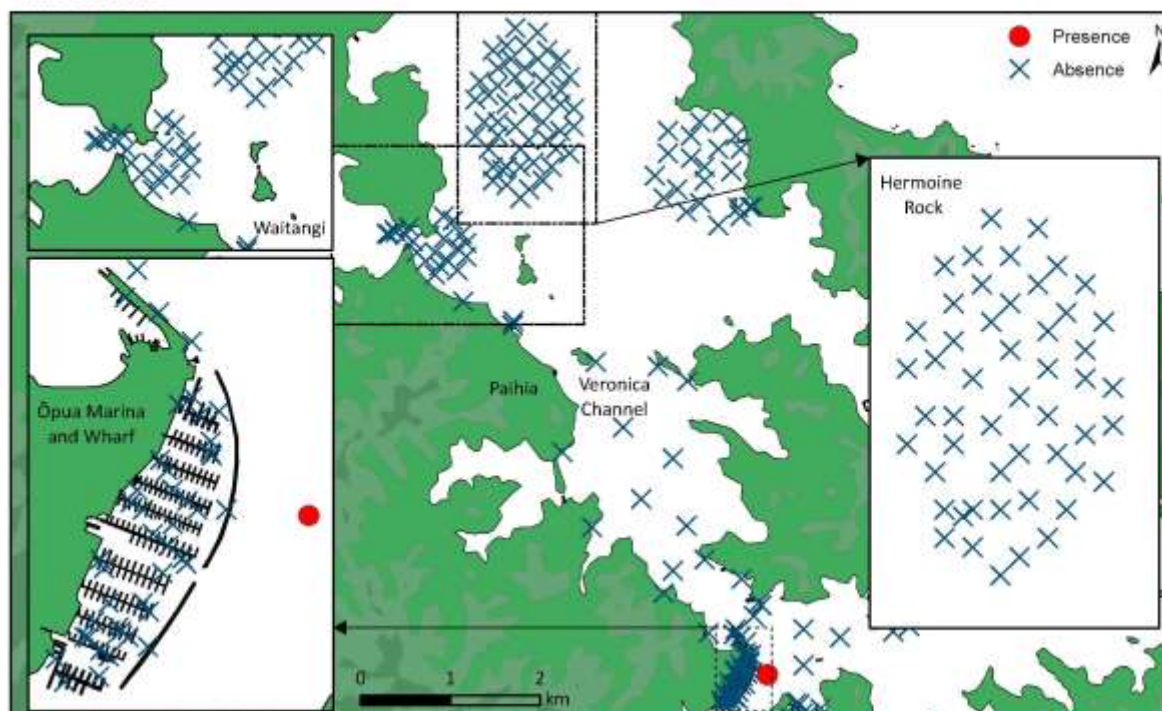 Presence
Absence
N
Waitangi
Hermoine
Rock
Ōpua Marina
and Wharf
Paihia
Veronica
Channel
0 1 2
km